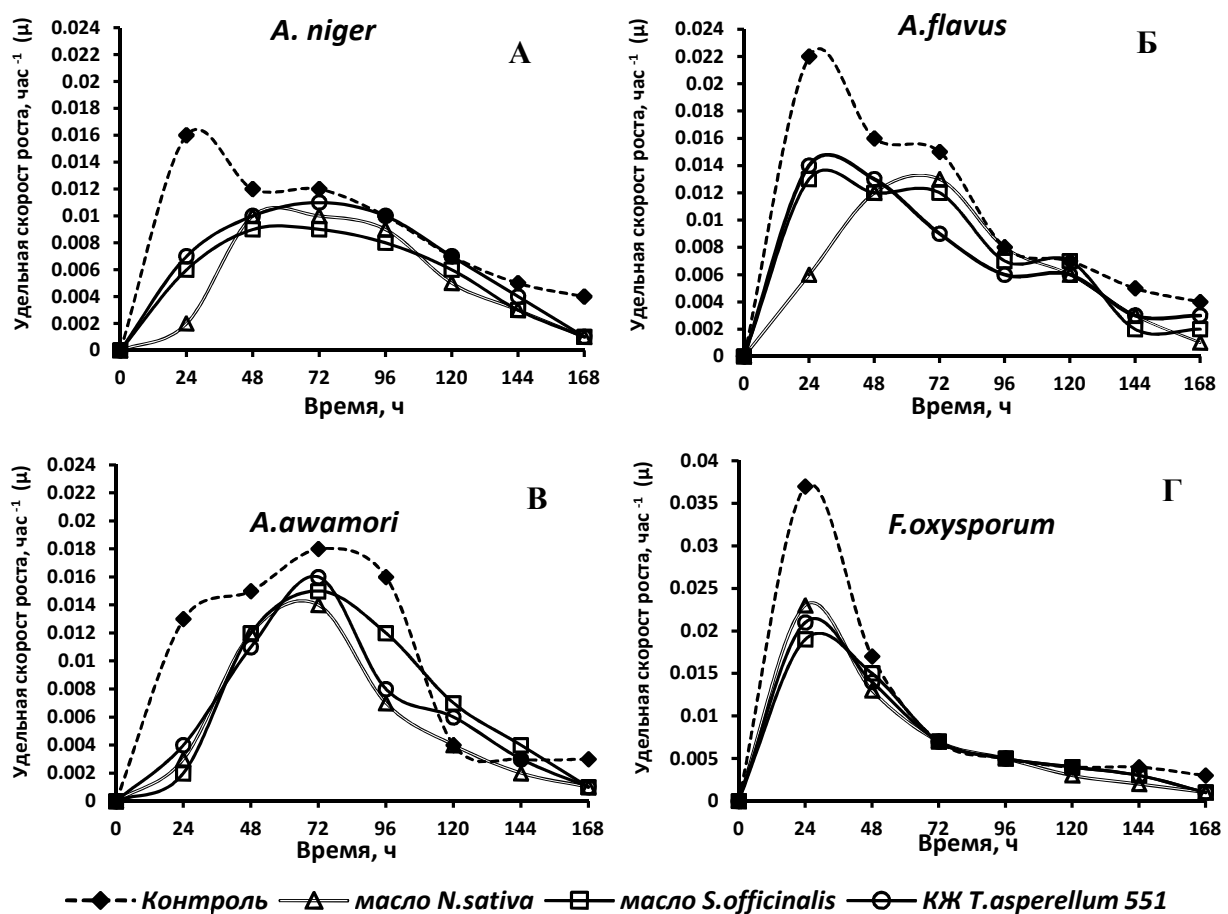 A. niger
А
Удельная скорост роста, час⁻¹ (µ)
0.024
0.022
0.02
0.018
0.016
0.014
0.012
0.01
0.008
0.006
0.004
0.002
0
0 24 48 72 96 120 144 168
Время, ч
A.flavus
Б
Удельная скорост роста, час⁻¹ (µ)
0.024
0.022
0.02
0.018
0.016
0.014
0.012
0.01
0.008
0.006
0.004
0.002
0
0 24 48 72 96 120 144 168
Время, ч
A.awamori
В
Удельная скорост роста, час⁻¹ (µ)
0.024
0.022
0.02
0.018
0.016
0.014
0.012
0.01
0.008
0.006
0.004
0.002
0
0 24 48 72 96 120 144 168
Время, ч
F.oxysporum
Г
Удельная скорост роста, час⁻¹ (µ)
0.04
0.035
0.03
0.025
0.02
0.015
0.01
0.005
0
0 24 48 72 96 120 144 168
Время, ч
Контроль масло N.sativa масло S.officinalis КЖ T.asperellum 551